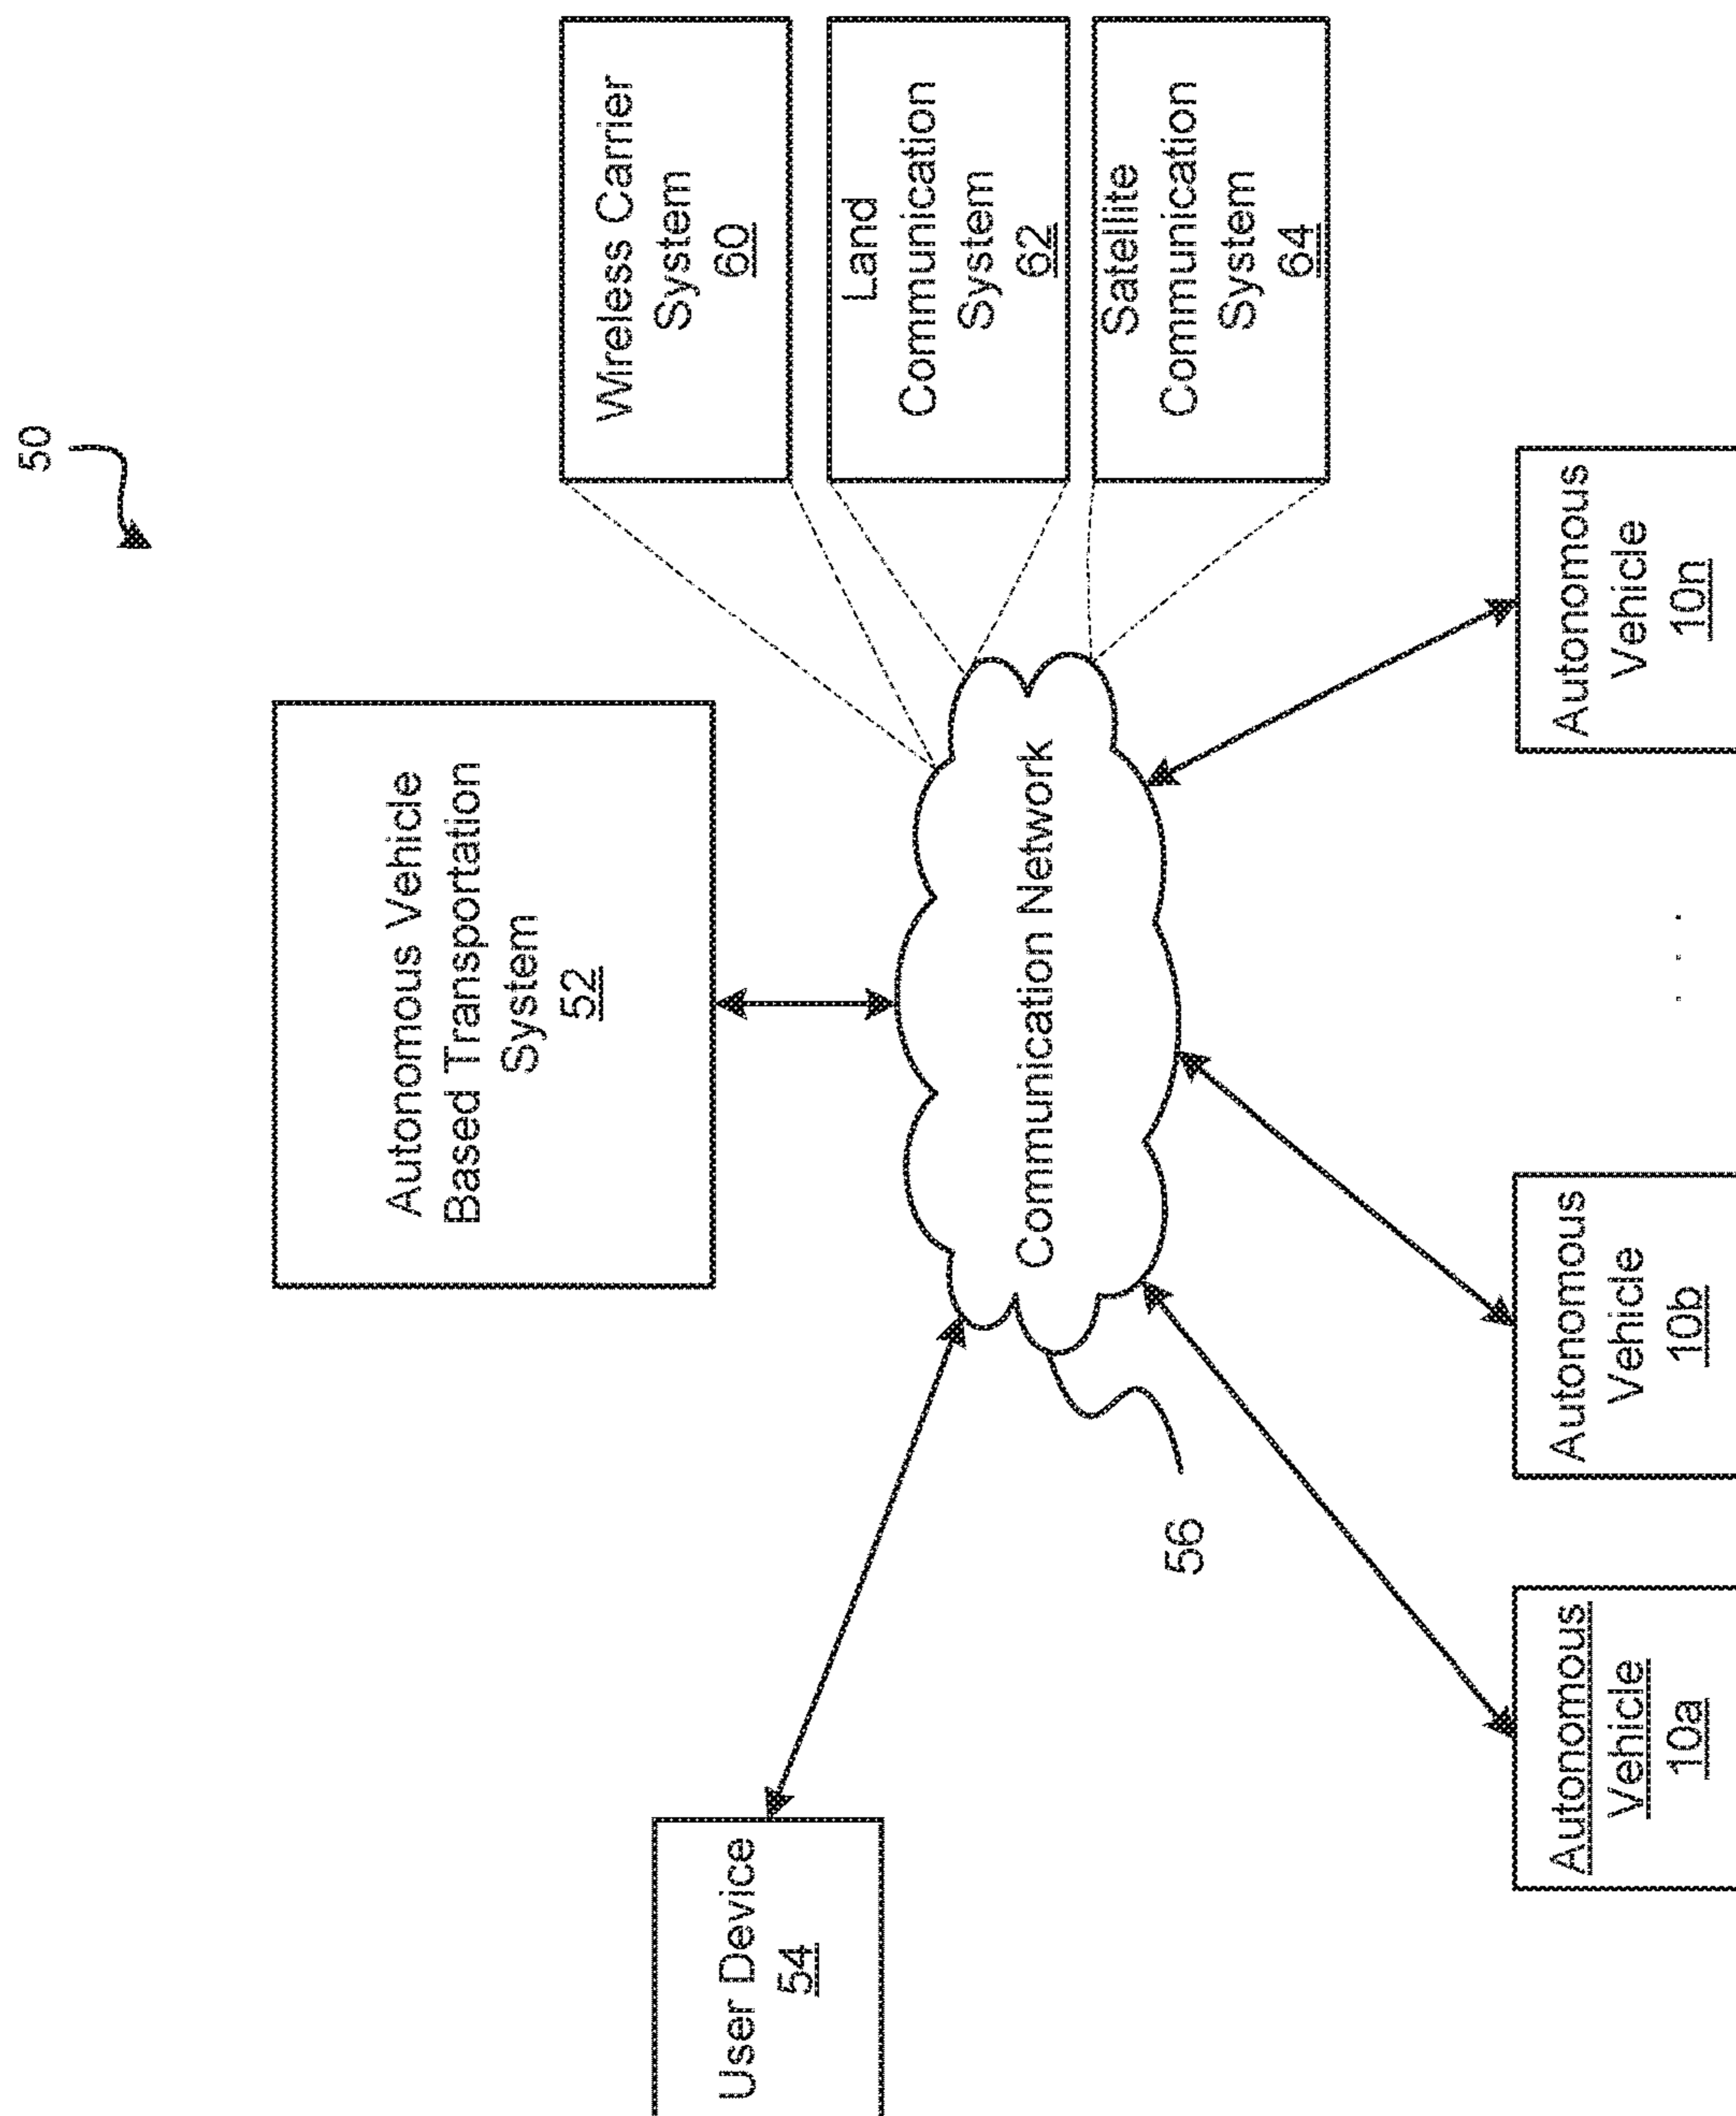 50
Autonomous Vehicle
Based Transportation
System
52
Wireless Carrier
System
60
Land
Communication
System
62
Satellite
Communication
System
64
User Device
54
Communication Network
56
Autonomous
Vehicle
10a
Autonomous
Vehicle
10b
. . .
Autonomous
Vehicle
10n